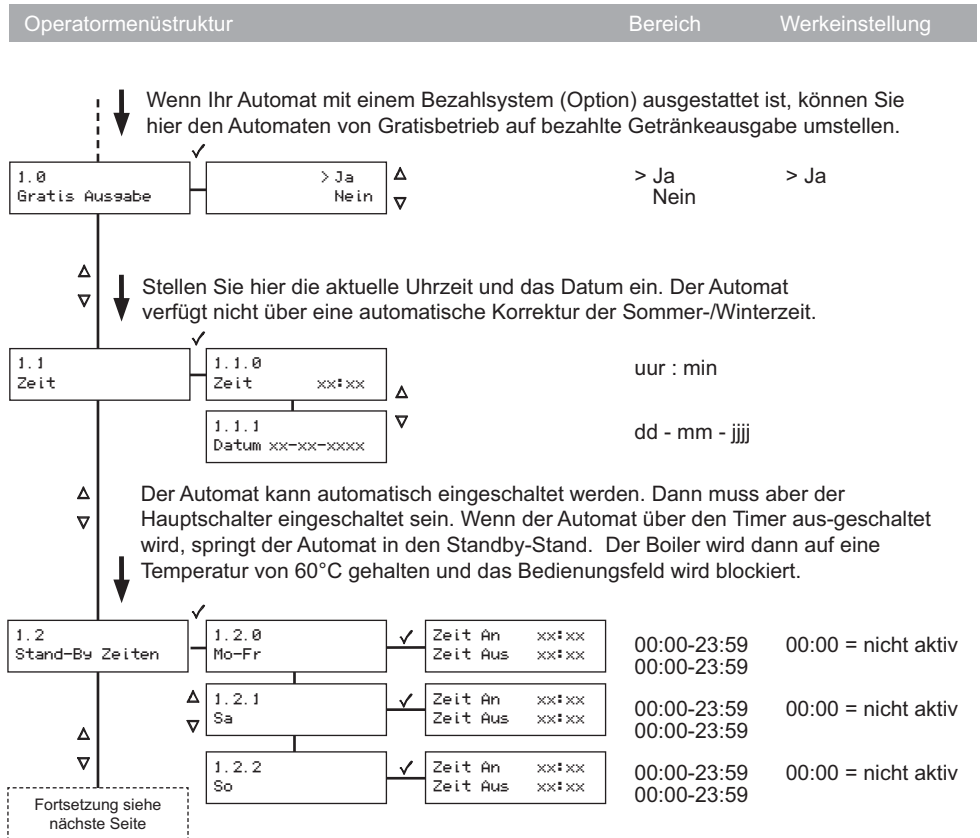 Operatormenüstruktur Bereich Werkeinstellung
Wenn Ihr Automat mit einem Bezahlsystem (Option) ausgestattet ist, können Sie
hier den Automaten von Gratisbetrieb auf bezahlte Getränkeausgabe umstellen.
1.0
Gratis Ausgabe
> Ja
Nein
> Ja
Nein
> Ja
Stellen Sie hier die aktuelle Uhrzeit und das Datum ein. Der Automat
verfügt nicht über eine automatische Korrektur der Sommer-/Winterzeit.
1.1
Zeit
1.1.0
Zeit xx:xx
uur : min
1.1.1
Datum xx-xx-xxxx
dd - mm - jjjj
Der Automat kann automatisch eingeschaltet werden. Dann muss aber der
Hauptschalter eingeschaltet sein. Wenn der Automat über den Timer aus-geschaltet
wird, springt der Automat in den Standby-Stand. Der Boiler wird dann auf eine
Temperatur von 60°C gehalten und das Bedienungsfeld wird blockiert.
1.2
Stand-By Zeiten
1.2.0
Mo-Fr
Zeit An xx:xx
Zeit Aus xx:xx
00:00-23:59 00:00 = nicht aktiv
00:00-23:59
1.2.1
Sa
Zeit An xx:xx
Zeit Aus xx:xx
00:00-23:59 00:00 = nicht aktiv
00:00-23:59
1.2.2
So
Zeit An xx:xx
Zeit Aus xx:xx
00:00-23:59 00:00 = nicht aktiv
00:00-23:59
Fortsetzung siehe
nächste Seite